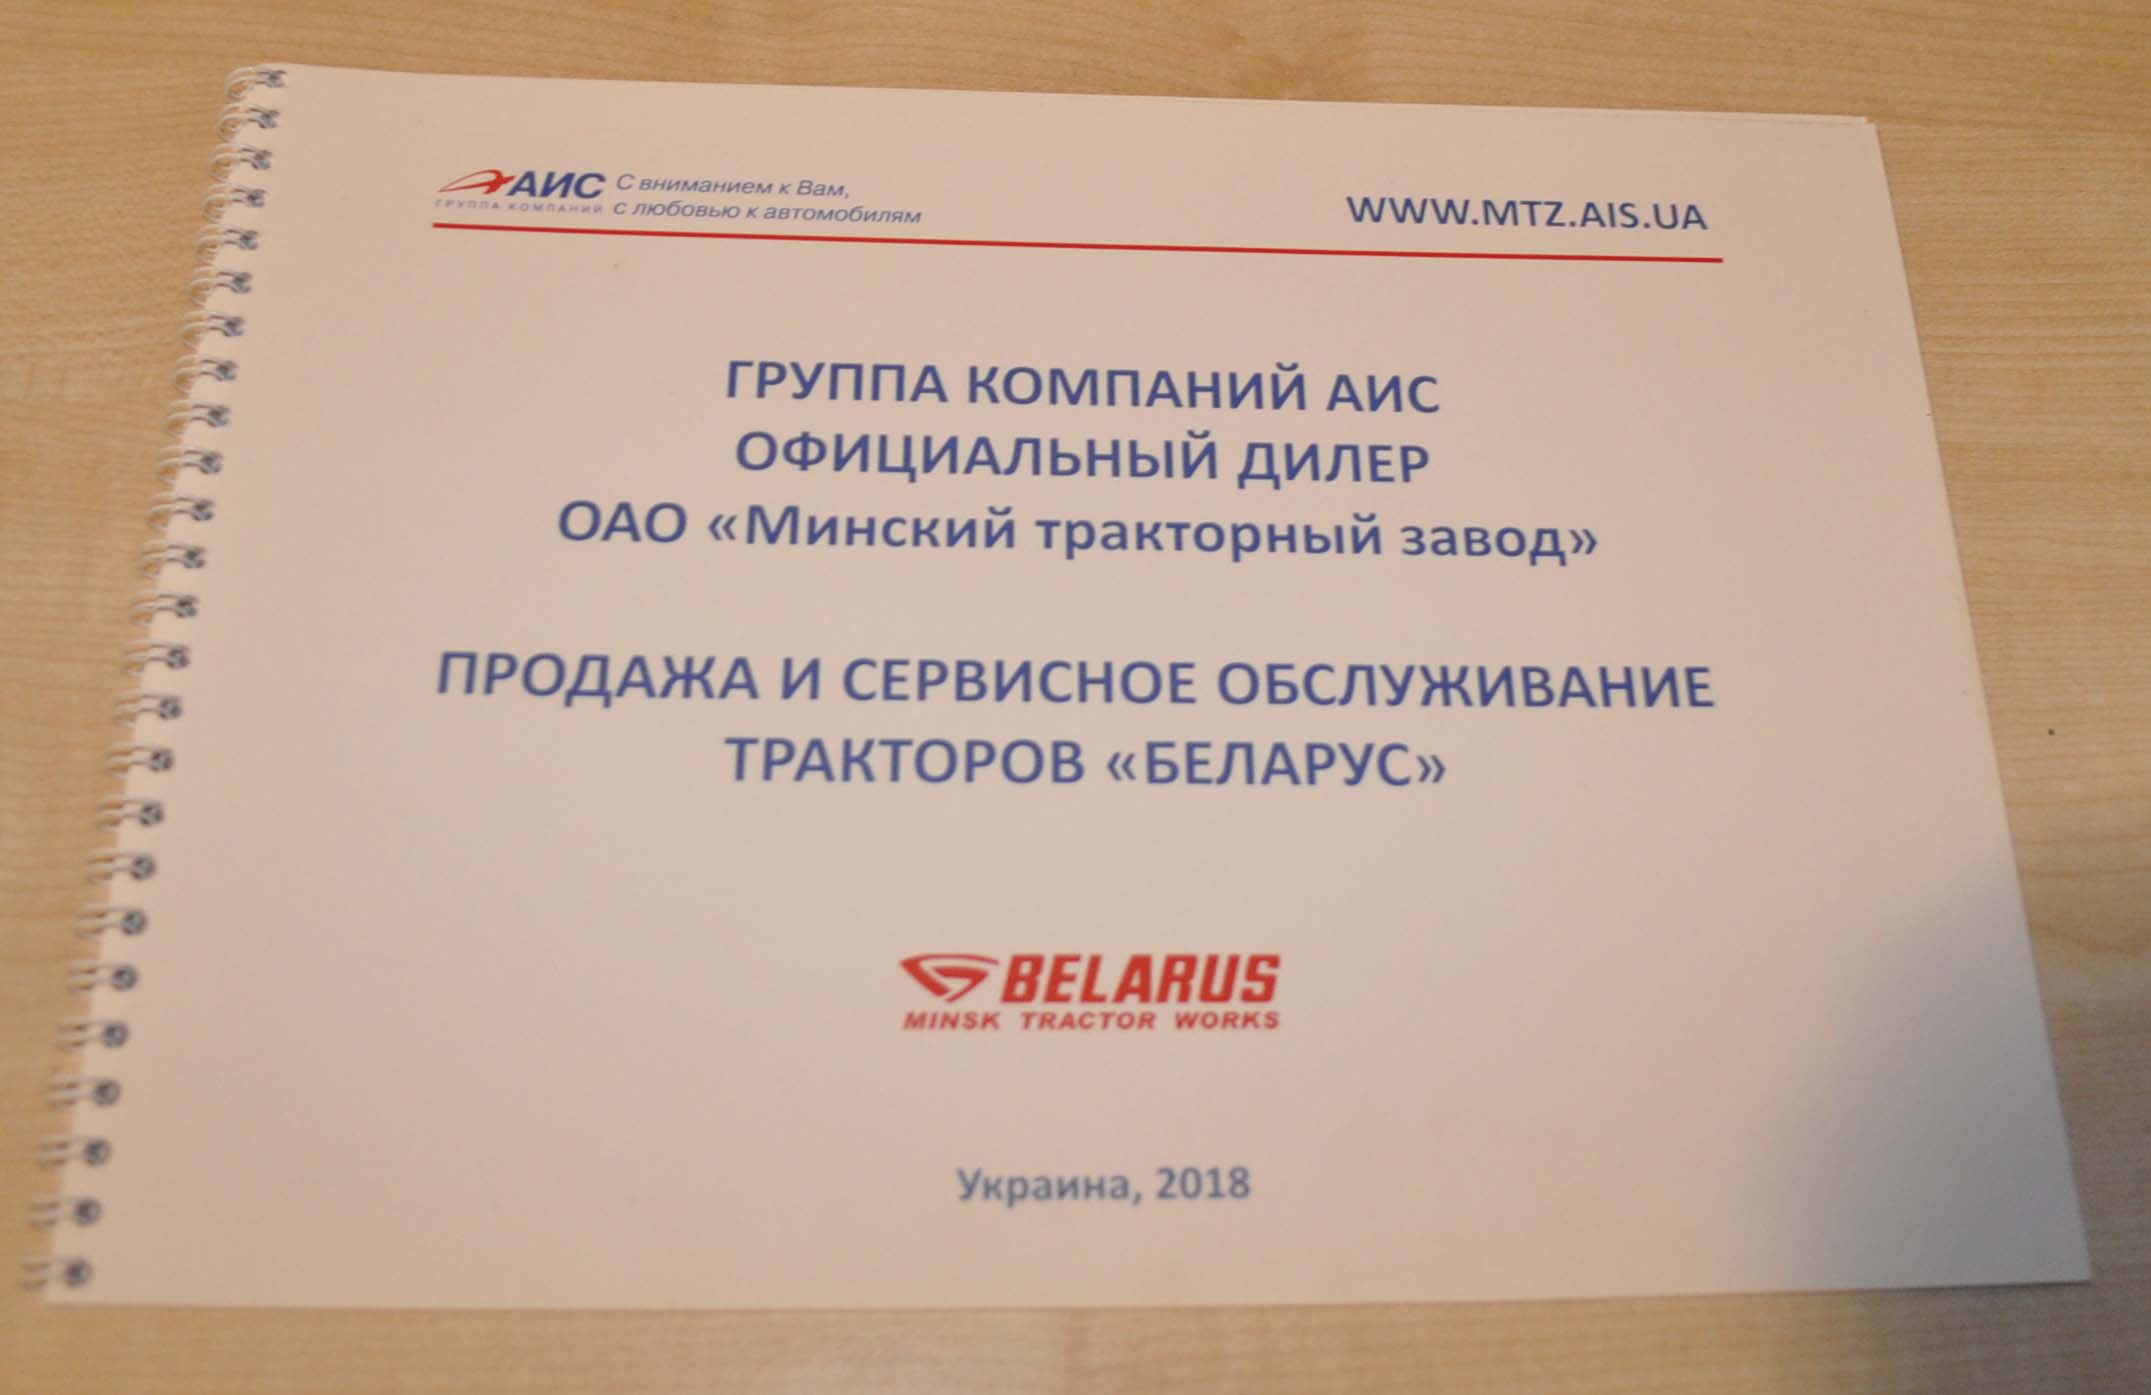 АИС
ГРУППА КОМПАНИЙ
С вниманием к Вам,
с любовью к автомобилям
WWW.MTZ.AIS.UA
ГРУППА КОМПАНИЙ АИС
ОФИЦИАЛЬНЫЙ ДИЛЕР
ОАО «Минский тракторный завод»
ПРОДАЖА И СЕРВИСНОЕ ОБСЛУЖИВАНИЕ
ТРАКТОРОВ «БЕЛАРУС»
BELARUS
MINSK TRACTOR WORKS
Украина, 2018